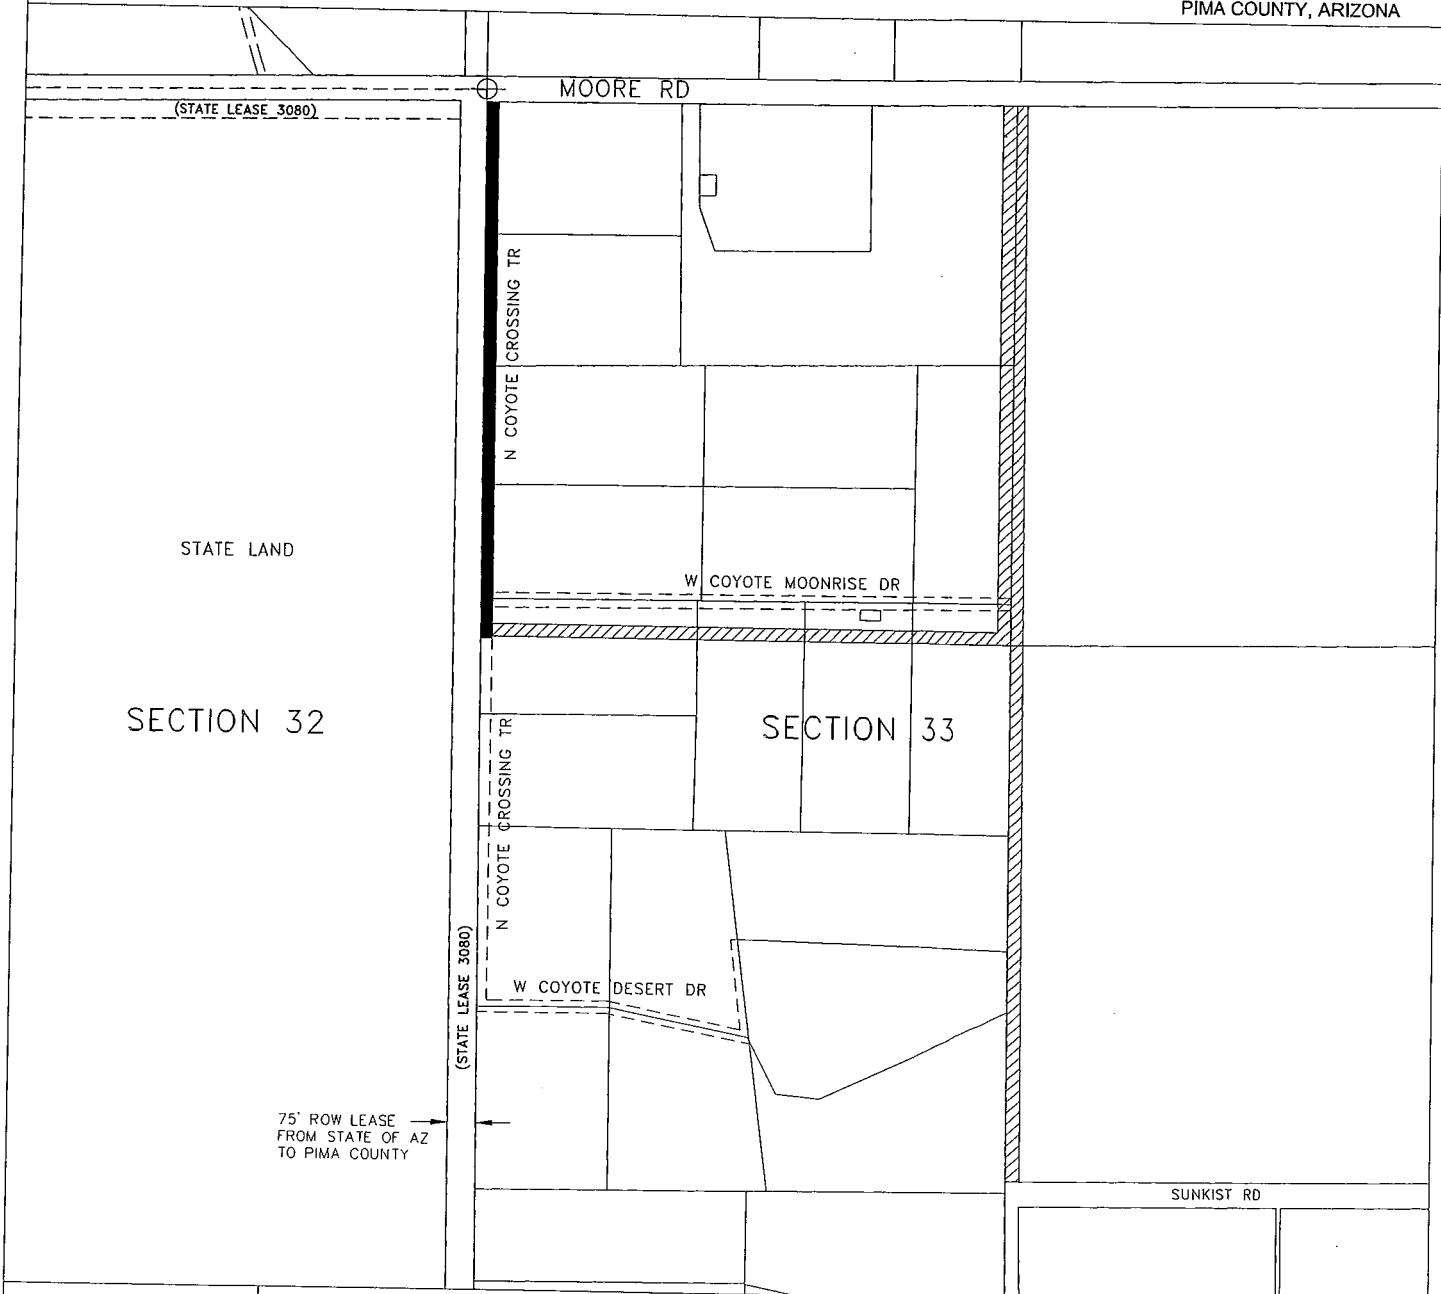 PIMA COUNTY, ARIZONA
MOORE RD
(STATE LEASE 3080)
N COYOTE CROSSING TR
STATE LAND
W COYOTE MOONRISE DR
SECTION 32
SECTION 33
N COYOTE CROSSING TR
(STATE LEASE 3080)
W COYOTE DESERT DR
75' ROW LEASE
FROM STATE OF AZ
TO PIMA COUNTY
SUNKIST RD